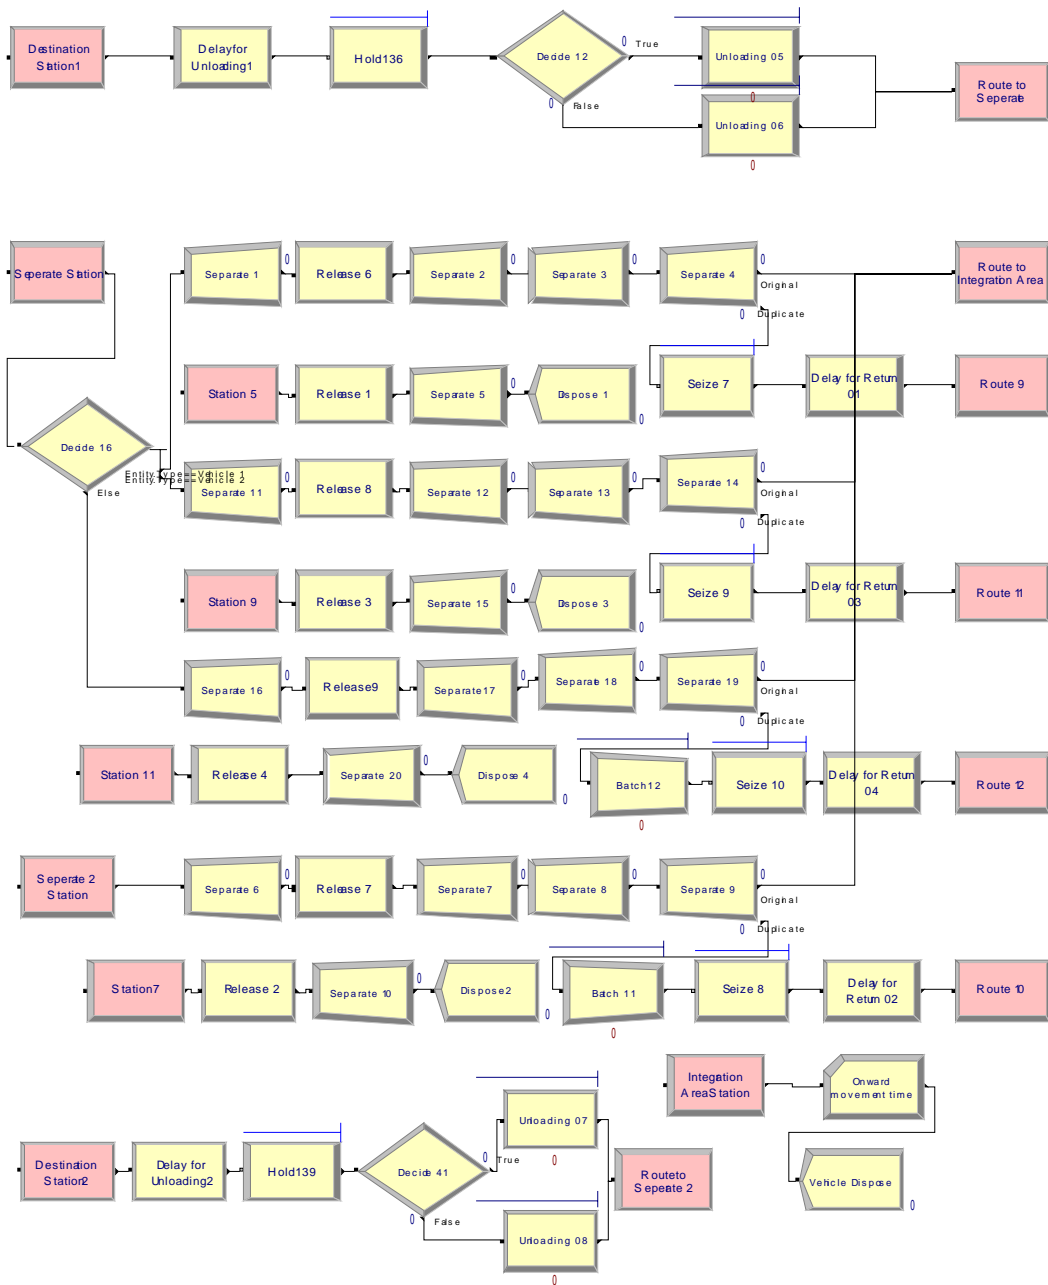 Destination
Station1
Delayfor
Unloading1
Hold136
Decide 12
0
True
0
False
Unloading 05
0
Unloading 06
0
Route to
Seperate
Seperate Station
Separate 1
0
Release 6
Separate 2
0
Separate 3
0
Separate 4
0
Original
0
Duplicate
Route to
Integration Area
Station 5
Release 1
Separate 5
0
Dispose 1
0
Seize 7
Delay for Return
01
Route 9
Decide 16
Entity.Type==Vehicle 1
Entity.Type==Vehicle 2
Else
Separate 11
0
Release 8
Separate 12
0
Separate 13
0
Separate 14
0
Original
0
Duplicate
Station 9
Release 3
Separate 15
0
Dispose 3
0
Seize 9
Delay for Return
03
Route 11
Separate 16
0
Release9
Separate17
0
Separate 18
0
Separate 19
0
Original
0
Duplicate
Station 11
Release 4
Separate 20
0
Dispose 4
0
Batch12
0
Seize 10
Delay for Return
04
Route 12
Seperate 2
Station
Separate 6
0
Release 7
Separate7
0
Separate 8
0
Separate 9
0
Original
0
Duplicate
Station7
Release 2
Separate 10
0
Dispose2
0
Batch 11
0
Seize 8
Delay for
Return 02
Route 10
Integration
AreaStation
Onward
movement time
Vehicle Dispose
0
Destination
Station2
Delay for
Unloading2
Hold139
Decide 41
0
True
0
False
Unloading 07
0
Unloading 08
0
Routeto
Seperate 2